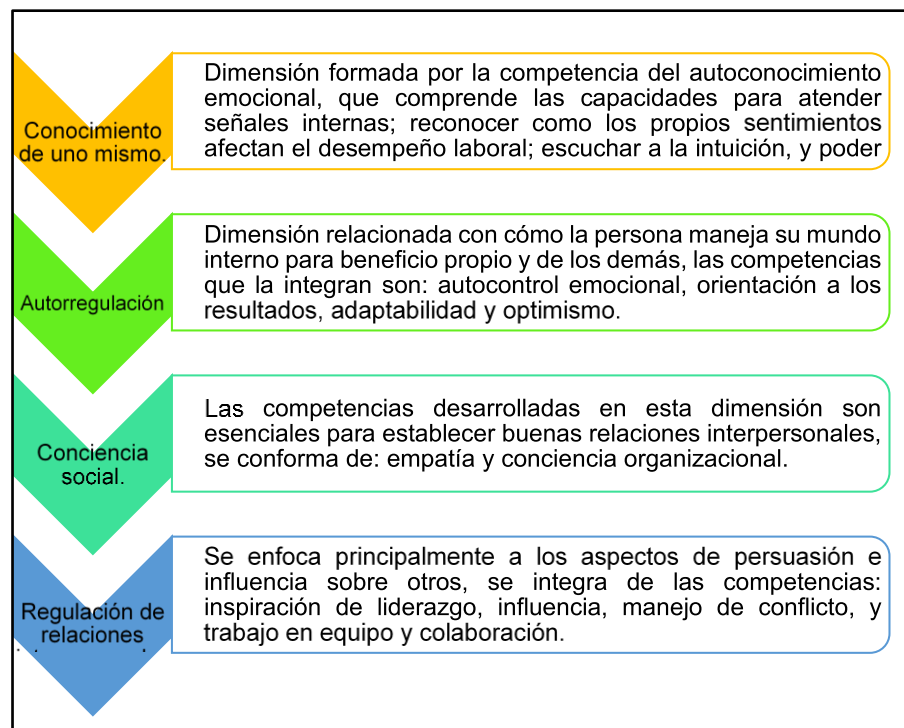 Conocimiento
de uno mismo.
Dimensión formada por la competencia del autoconocimiento
emocional, que comprende las capacidades para atender
señales internas; reconocer como los propios sentimientos
afectan el desempeño laboral; escuchar a la intuición, y poder
Autorregulación
Dimensión relacionada con cómo la persona maneja su mundo
interno para beneficio propio y de los demás, las competencias
que la integran son: autocontrol emocional, orientación a los
resultados, adaptabilidad y optimismo.
Conciencia
social.
Las competencias desarrolladas en esta dimensión son
esenciales para establecer buenas relaciones interpersonales,
se conforma de: empatía y conciencia organizacional.
Regulación de
relaciones
Se enfoca principalmente a los aspectos de persuasión e
influencia sobre otros, se integra de las competencias:
inspiración de liderazgo, influencia, manejo de conflicto, y
trabajo en equipo y colaboración.